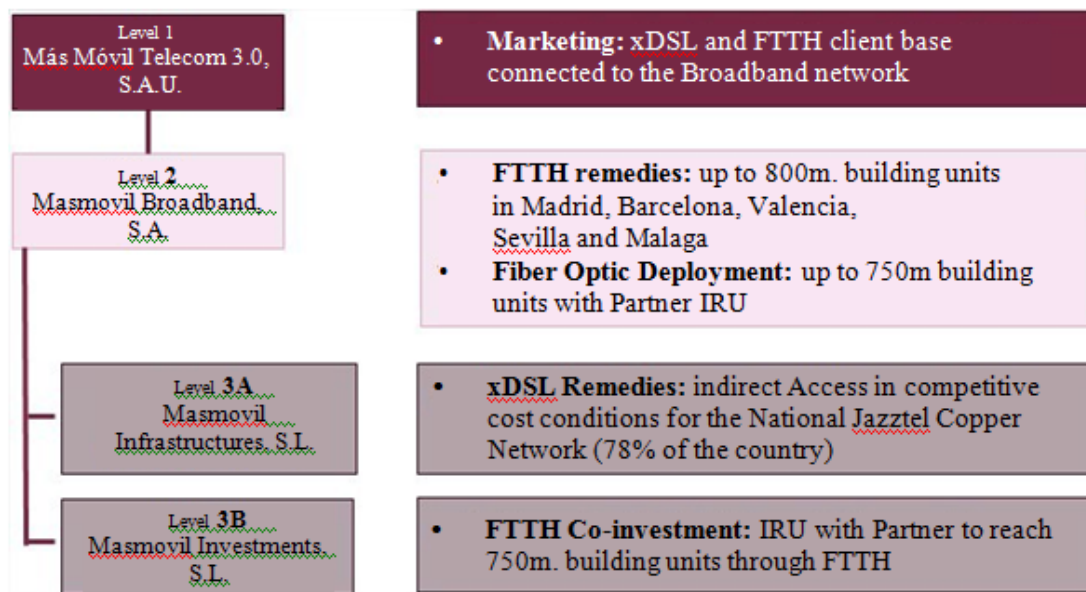 Level 1
Más Móvil Telecom 3.0,
S.A.U.
• Marketing: xDSL and FTTH client base
connected to the Broadband network
Level 2
Masmovil Broadband,
S.A.
• FTTH remedies: up to 800m. building units
in Madrid, Barcelona, Valencia,
Sevilla and Malaga
• Fiber Optic Deployment: up to 750m building
units with Partner IRU
Level 3A
Masmovil
Infrastructures, S.L.
• xDSL Remedies: indirect Access in competitive
cost conditions for the National Jazztel Copper
Network (78% of the country)
Level 3B
Masmovil Investments,
S.L.
• FTTH Co-investment: IRU with Partner to reach
750m. building units through FTTH